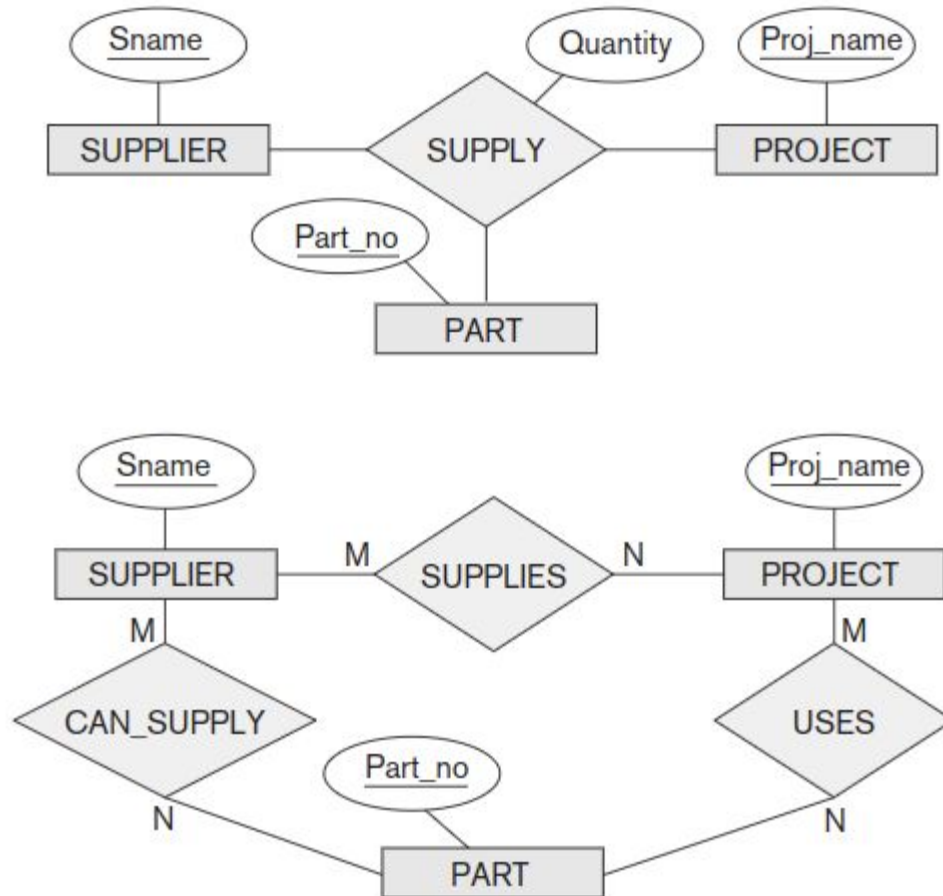 Sname
Quantity
Proj_name
SUPPLIER
SUPPLY
PROJECT
Part_no
PART
Sname
Proj_name
SUPPLIER
M
SUPPLIES
N
PROJECT
M
M
CAN_SUPPLY
USES
Part_no
N
N
PART